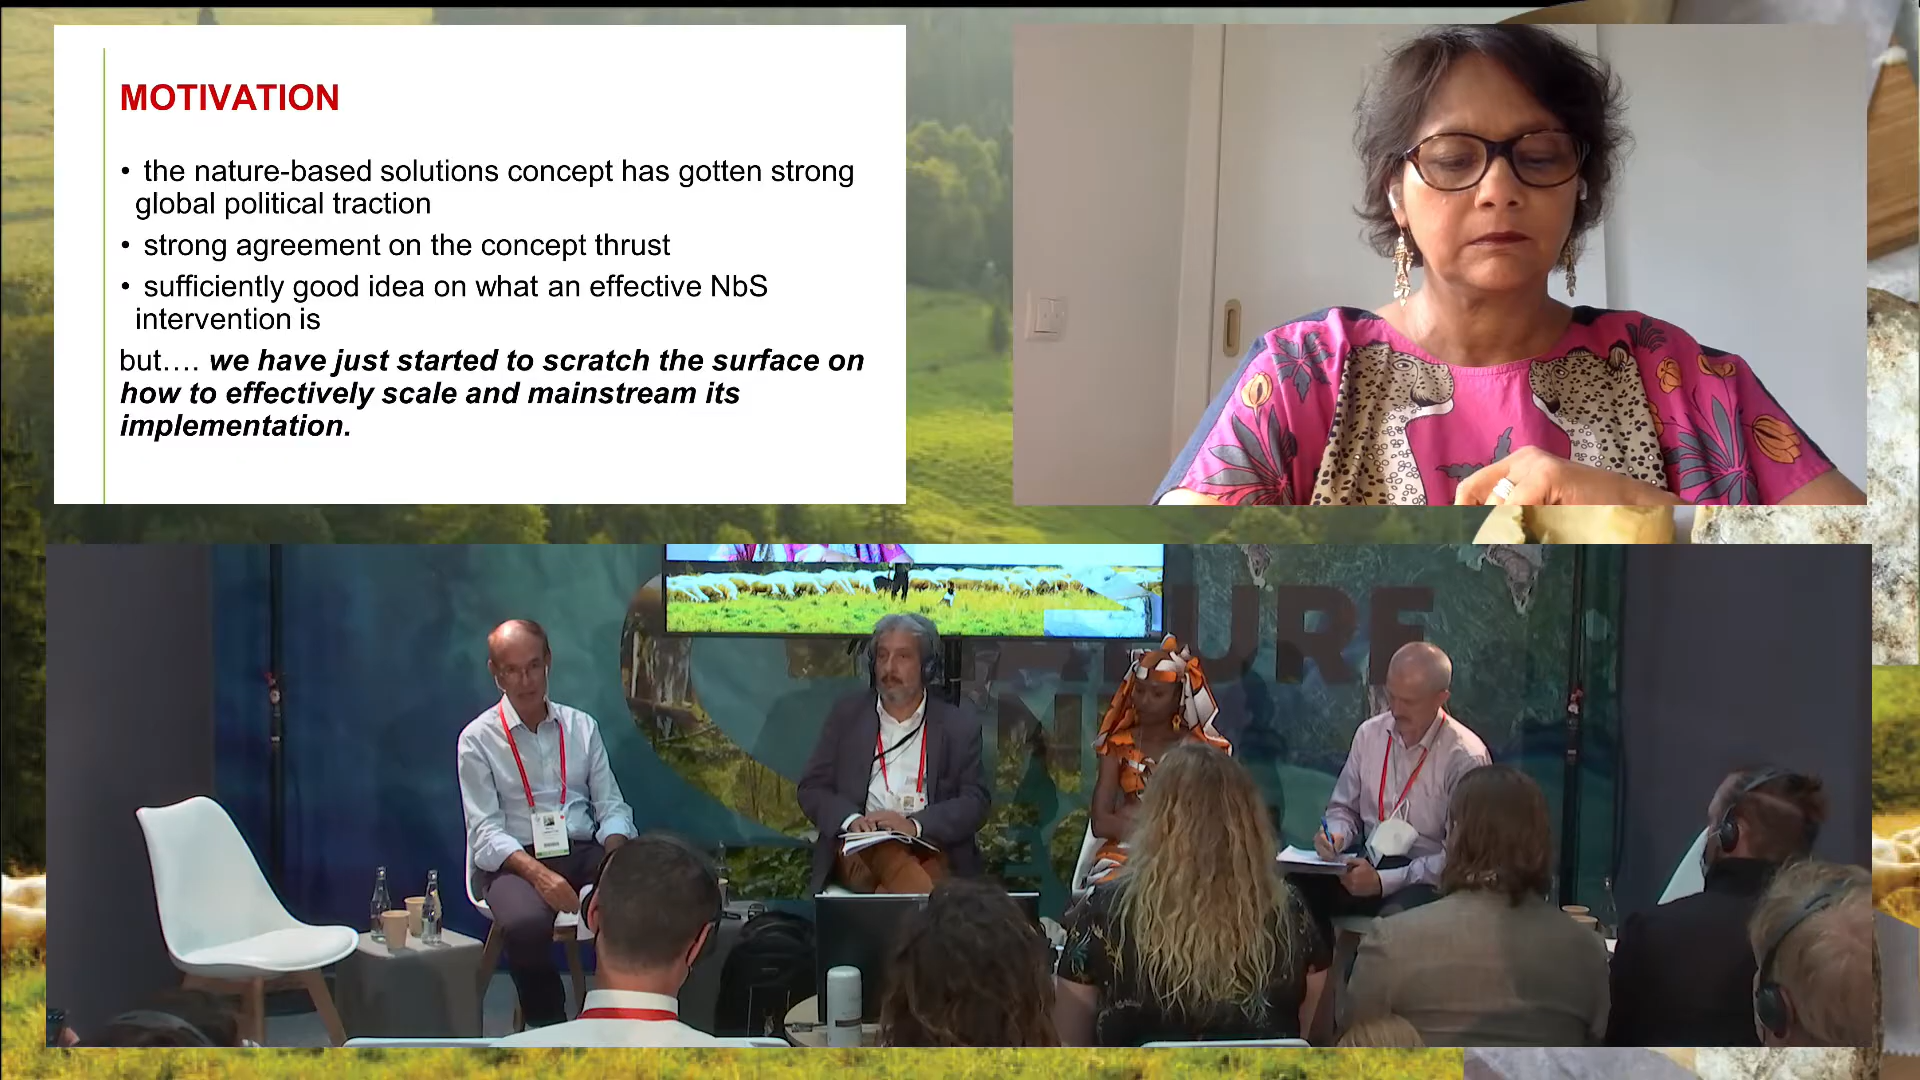 MOTIVATION
• the nature-based solutions concept has gotten strong
global political traction
• strong agreement on the concept thrust
• sufficiently good idea on what an effective NbS
intervention is
but…. we have just started to scratch the surface on
how to effectively scale and mainstream its
implementation.